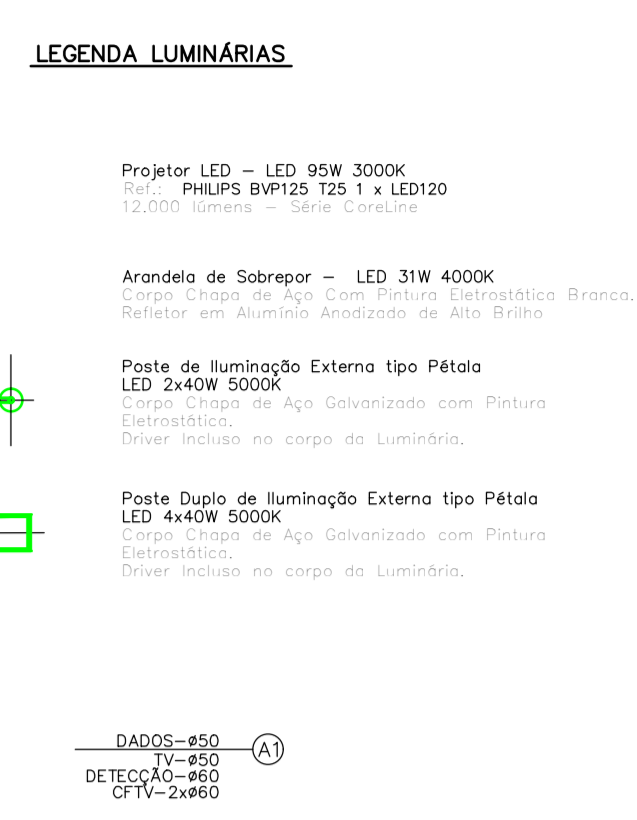 LEGENDA LUMINÁRIAS
Projetor LED – LED 95W 3000K
Ref.: PHILIPS BVP125 T25 1 x LED120
12.000 lúmens – Série CoreLine
Arandela de Sobrepor – LED 31W 4000K
Corpo Chapa de Aço Com Pintura Eletrostática Branca.
Refletor em Alumínio Anodizado de Alto Brilho
Poste de Iluminação Externa tipo Pétala
LED 2x40W 5000K
Corpo Chapa de Aço Galvanizado com Pintura
Eletrostática.
Driver Incluso no corpo da Luminária.
Poste Duplo de Iluminação Externa tipo Pétala
LED 4x40W 5000K
Corpo Chapa de Aço Galvanizado com Pintura
Eletrostática.
Driver Incluso no corpo da Luminária.
DADOS–ø50
A1
TV–ø50
DETECÇÃO–ø60
CFTV–2xø60